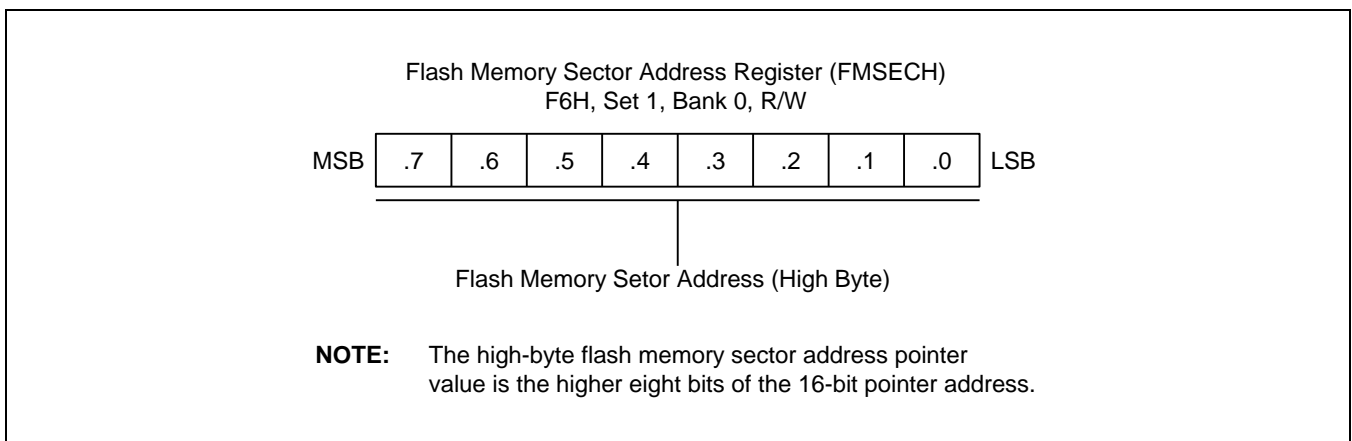 Flash Memory Sector Address Register (FMSECH)
F6H, Set 1, Bank 0, R/W
MSB .7 .6 .5 .4 .3 .2 .1 .0 LSB
Flash Memory Setor Address (High Byte)
NOTE: The high-byte flash memory sector address pointer
value is the higher eight bits of the 16-bit pointer address.